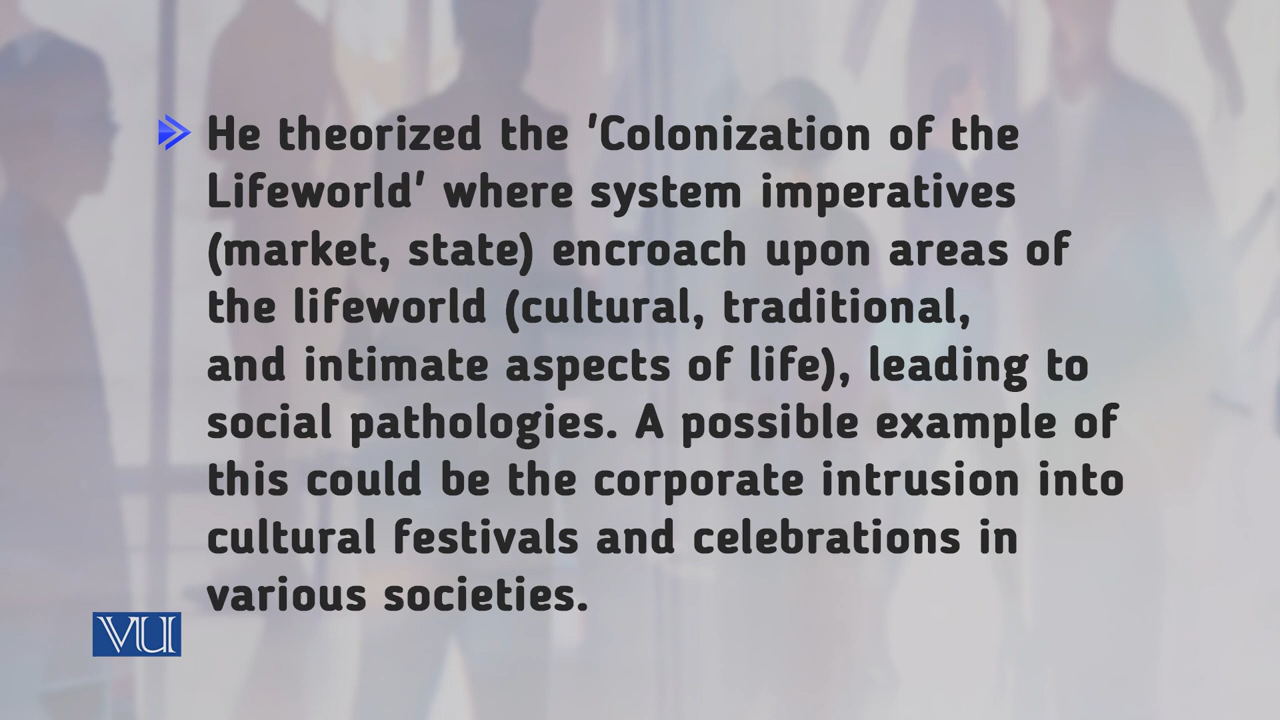 He theorized the 'Colonization of the
Lifeworld' where system imperatives
(market, state) encroach upon areas of
the lifeworld (cultural, traditional,
and intimate aspects of life), leading to
social pathologies. A possible example of
this could be the corporate intrusion into
cultural festivals and celebrations in
various societies.
VU